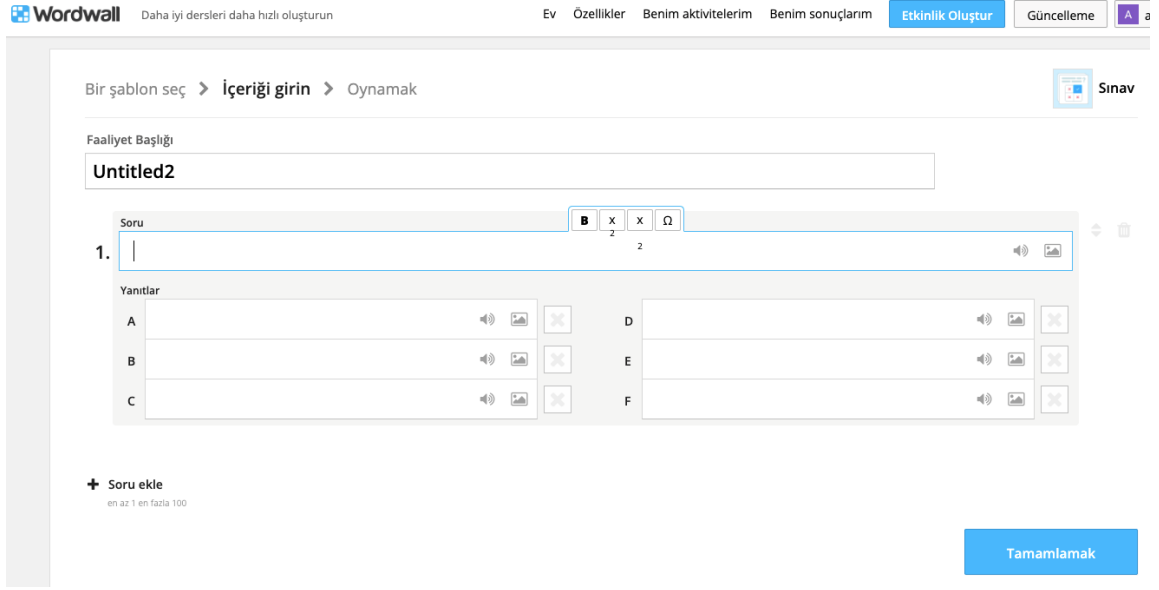 Wordwall Daha iyi dersleri daha hızlı oluşturun Ev Özellikler Benim aktivitelerim Benim sonuçlarım Etkinlik Oluştur Güncelleme A a
Bir şablon seç İçeriği girin Oynamak Sınav
Faaliyet Başlığı
Untitled2
Soru B x2 x2 Ω
1.
Yanıtlar
A D
B E
C F
+ Soru ekle
en az 1 en fazla 100
Tamamlamak